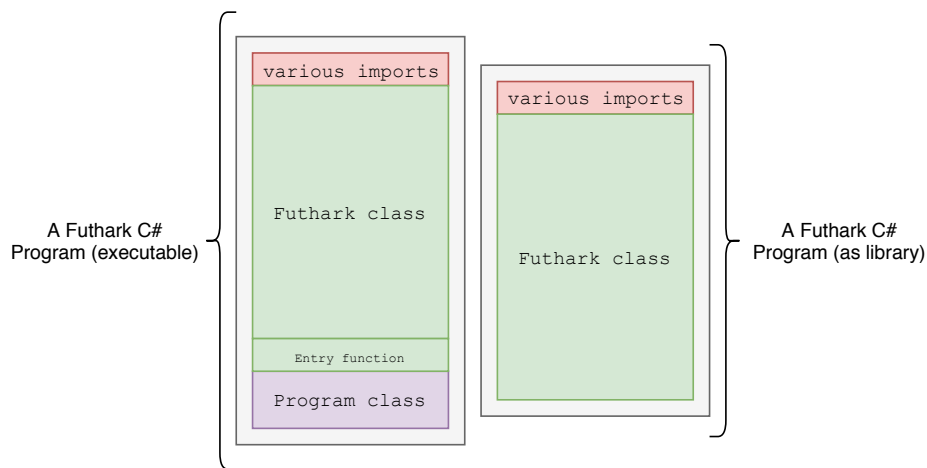 A Futhark C#
Program (executable)
various imports
Futhark class
Entry function
Program class
various imports
Futhark class
A Futhark C#
Program (as library)